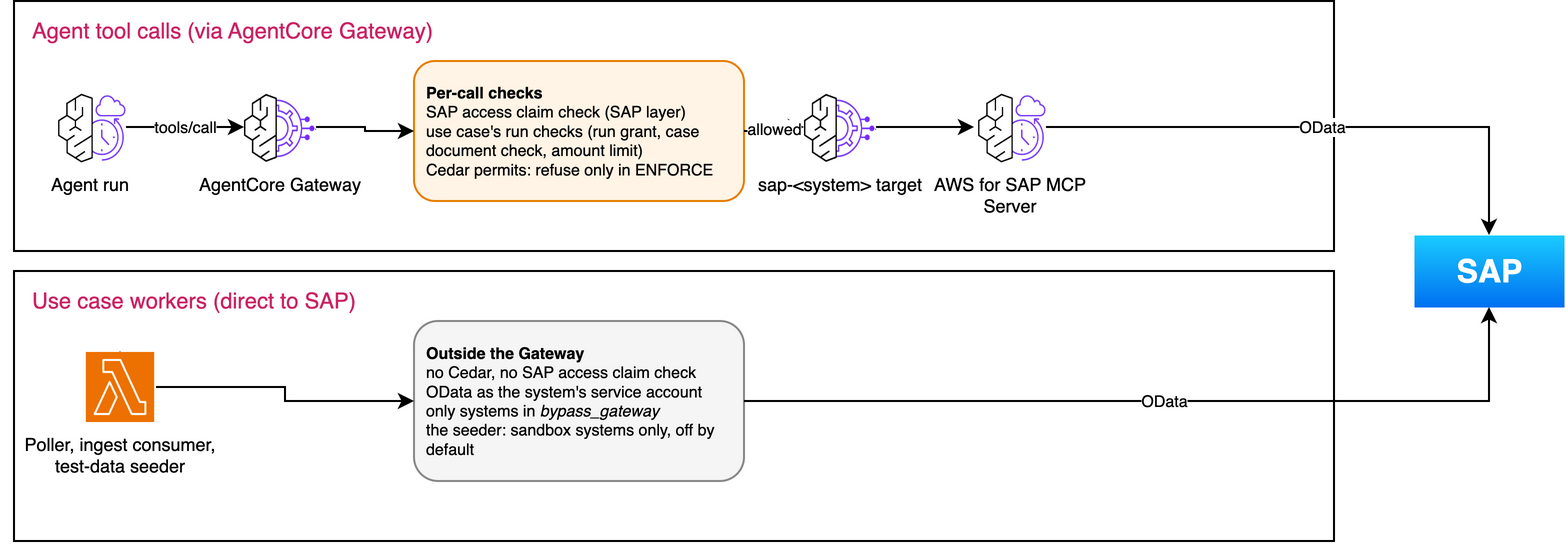 Agent tool calls (via AgentCore Gateway)
Per-call checks
SAP access claim check (SAP layer)
use case's run checks (run grant, case
document check, amount limit)
Cedar permits: refuse only in ENFORCE
tools/call
allowed
OData
Agent run
AgentCore Gateway
sap-<system> target
AWS for SAP MCP
Server
SAP
Use case workers (direct to SAP)
Outside the Gateway
no Cedar, no SAP access claim check
OData as the system's service account
only systems in bypass_gateway
the seeder: sandbox systems only, off by
default
OData
Poller, ingest consumer,
test-data seeder